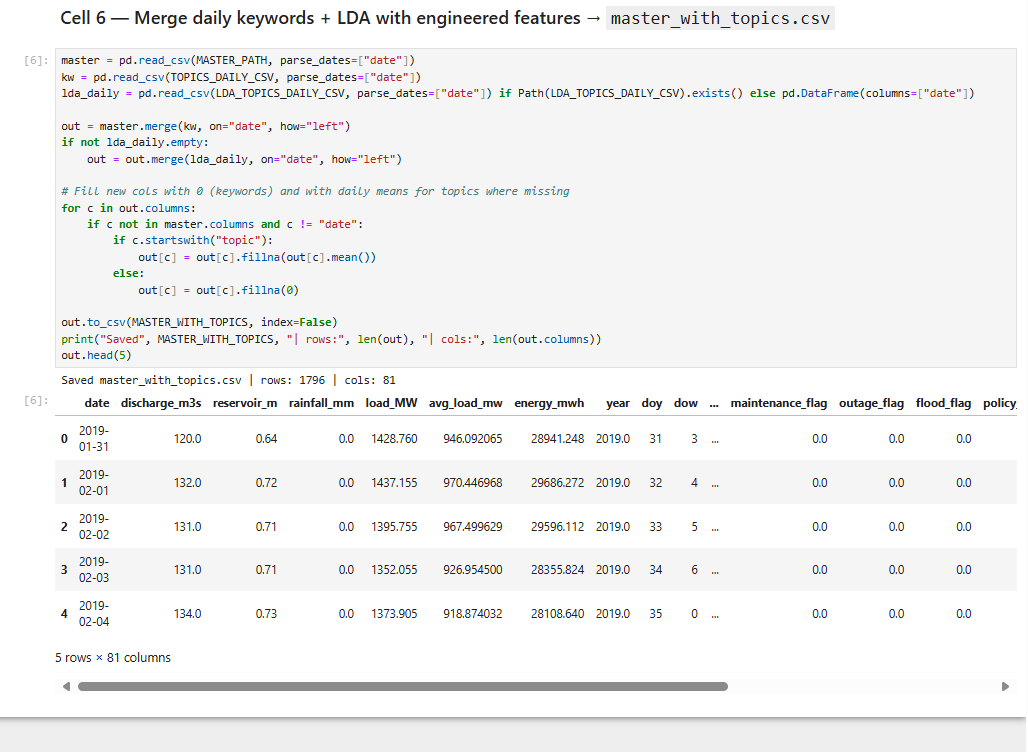 Cell 6 — Merge daily keywords + LDA with engineered features → master_with_topics.csv
[6]: master = pd.read_csv(MASTER_PATH, parse_dates=["date"])
kw = pd.read_csv(TOPICS_DAILY_CSV, parse_dates=["date"])
lda_daily = pd.read_csv(LDA_TOPICS_DAILY_CSV, parse_dates=["date"]) if Path(LDA_TOPICS_DAILY_CSV).exists() else pd.DataFrame(columns=["date"])
out = master.merge(kw, on="date", how="left")
if not lda_daily.empty:
    out = out.merge(lda_daily, on="date", how="left")
# Fill new cols with 0 (keywords) and with daily means for topics where missing
for c in out.columns:
    if c not in master.columns and c != "date":
        if c.startswith("topic"):
            out[c] = out[c].fillna(out[c].mean())
        else:
            out[c] = out[c].fillna(0)
out.to_csv(MASTER_WITH_TOPICS, index=False)
print("Saved", MASTER_WITH_TOPICS, "| rows:", len(out), "| cols:", len(out.columns))
out.head(5)
Saved master_with_topics.csv | rows: 1796 | cols: 81
[6]: date discharge_m3s reservoir_m rainfall_mm load_MW avg_load_mw energy_mwh year doy dow ... maintenance_flag outage_flag flood_flag policy_
0 2019-01-31 120.0 0.64 0.0 1428.760 946.092065 28941.248 2019.0 31 3 ... 0.0 0.0 0.0
1 2019-02-01 132.0 0.72 0.0 1437.155 970.446968 29686.272 2019.0 32 4 ... 0.0 0.0 0.0
2 2019-02-02 131.0 0.71 0.0 1395.755 967.499629 29596.112 2019.0 33 5 ... 0.0 0.0 0.0
3 2019-02-03 131.0 0.71 0.0 1352.055 926.954500 28355.824 2019.0 34 6 ... 0.0 0.0 0.0
4 2019-02-04 134.0 0.73 0.0 1373.905 918.874032 28108.640 2019.0 35 0 ... 0.0 0.0 0.0
5 rows × 81 columns